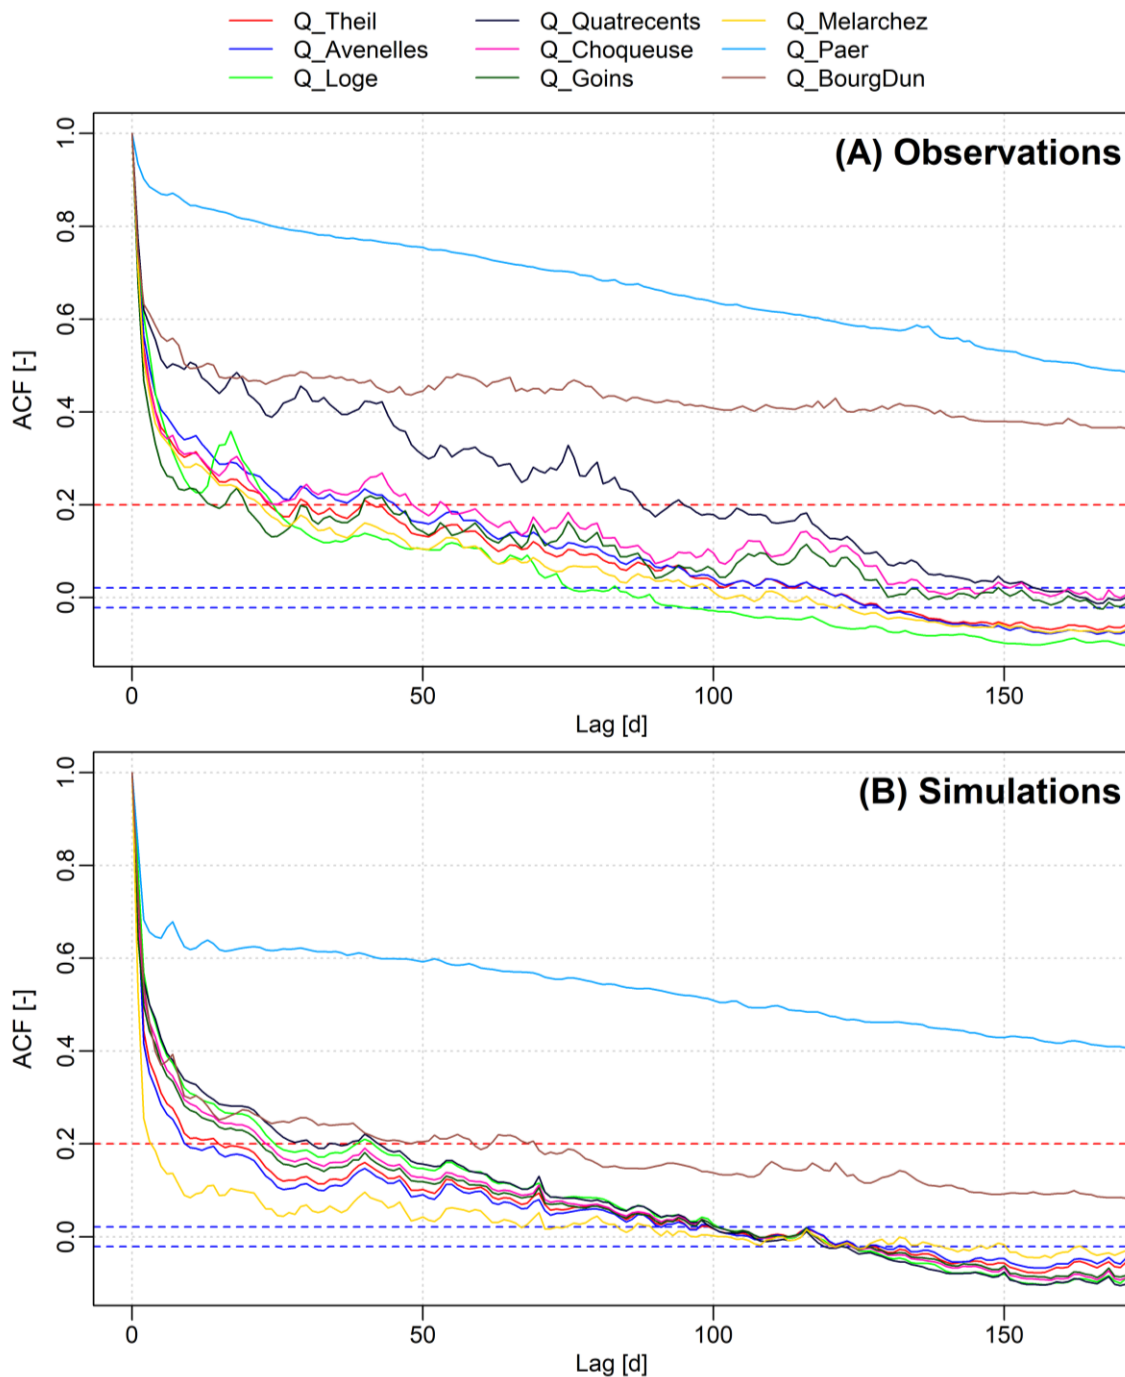 Q_Theil Q_Quatrecents Q_Melarchez
Q_Avenelles Q_Choqueuse Q_Paer
Q_Loge Q_Goins Q_BourgDun
(A) Observations
1.0
0.8
0.6
0.4
0.2
0.0
ACF [-]
0 50 100 150
Lag [d]
(B) Simulations
1.0
0.8
0.6
0.4
0.2
0.0
ACF [-]
0 50 100 150
Lag [d]